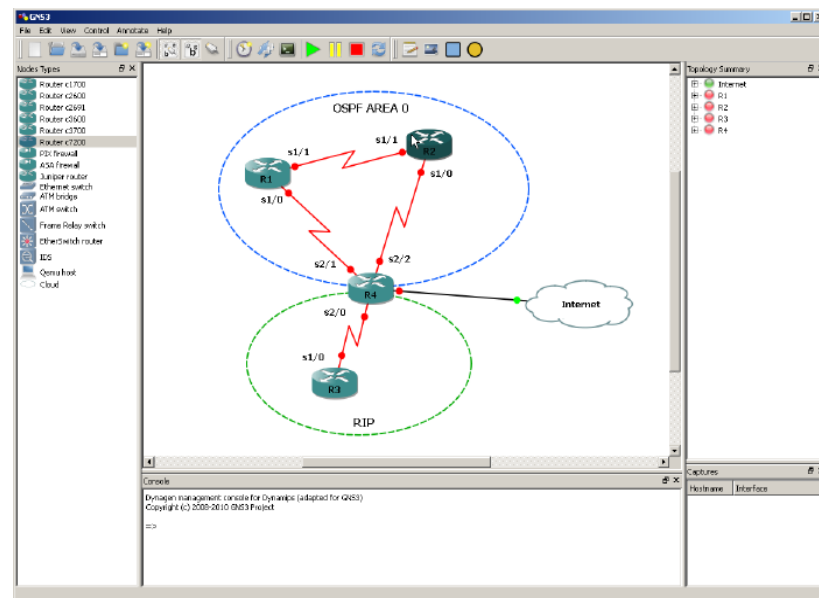 GNS3
File Edit View Control Annotate Help
Nodes Types
Router c1700
Router c2600
Router c2691
Router c3600
Router c3700
Router c7200
PIX firewall
ASA firewall
Juniper router
Ethernet switch
ATM bridge
ATM switch
Frame Relay switch
EtherSwitch router
IDS
Qemu host
Cloud
OSPF AREA 0
s1/1
s1/1
R2
R1
s1/0
s1/0
s2/1
s2/2
R4
Internet
s2/0
s1/0
R3
RIP
Topology Summary
Internet
R1
R2
R3
R4
Console
Dynagen management console for Dynamips (adapted for GNS3)
Copyright (c) 2008-2010 GNS3 Project
=>
Captures
Hostname Interface